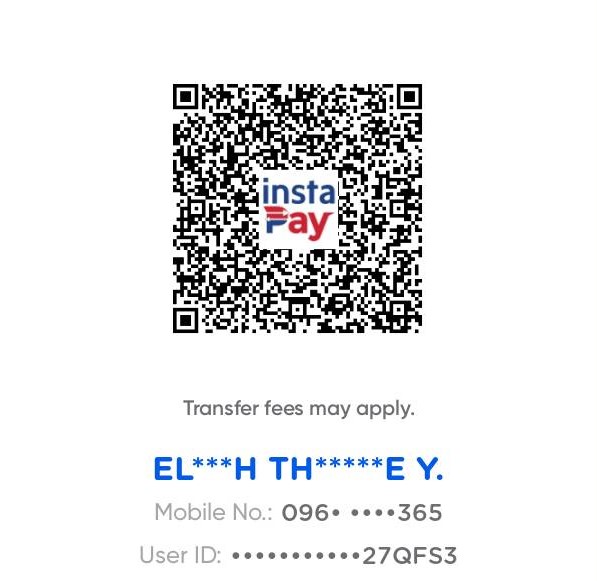 insta
Pay
Transfer fees may apply.
EL***H TH*****E Y.
Mobile No.: 096• ••••365
User ID: •••••••••••27QFS3